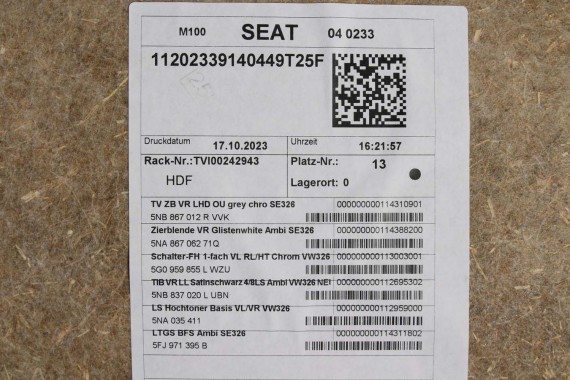 M100 SEAT 04 0233
11202339140449T25F
Druckdatum 17.10.2023 Uhrzeit 16:21:57
Rack-Nr.:TVI00242943 Platz-Nr.: 13
HDF Lagerort: 0
TV ZB VR LHD OU grey chro SE326 000000000114310901
5NB 867 012 R VVK
Zierblende VR Glistenwhite Ambi SE326 000000000114388200
5NA 867 062 71Q
Schalter-FH 1-fach VL RL/HT Chrom VW326 000000000113003001
5G0 959 855 L WZU
TIB VR LL Satinschwarz 4/8LS Ambi VW326 NEI 000000000112695302
5NB 837 020 L UBN
LS Hochtoner Basis VL/VR VW326 000000000112959000
5NA 035 411
LTGS BFS Ambi SE326 000000000114311802
5FJ 971 395 B